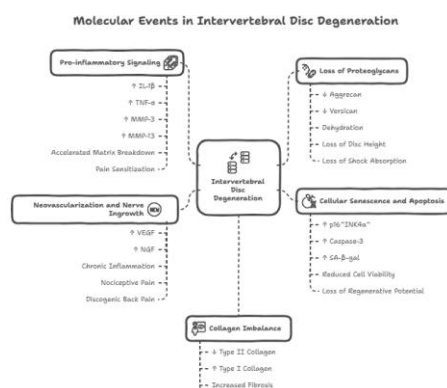 Molecular Events in Intervertebral Disc Degeneration
Pro-inflammatory Signaling
↑ IL-1β
↑ TNF-α
↑ MMP-3
↑ MMP-13
Accelerated Matrix Breakdown
Pain Sensitization
Loss of Proteoglycans
↓ Aggrecan
↓ Versican
Dehydration
Loss of Disc Height
Loss of Shock Absorption
Intervertebral
Disc
Degeneration
Neovascularization and Nerve
Ingrowth
NEW
↑ VEGF
↑ NGF
Chronic Inflammation
Nociceptive Pain
Discogenic Back Pain
Cellular Senescence and Apoptosis
↑ p16^INK4a^
↑ Caspase-3
↑ SA-β-gal
Reduced Cell Viability
Loss of Regenerative Potential
Collagen Imbalance
↓ Type II Collagen
↑ Type I Collagen
Increased Fibrosis